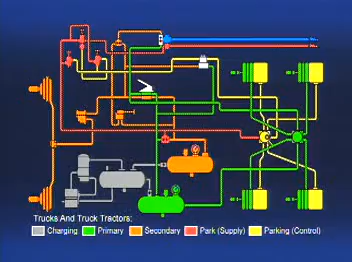 Trucks And Truck Tractors:
Charging Primary Secondary Park (Supply) Parking (Control)